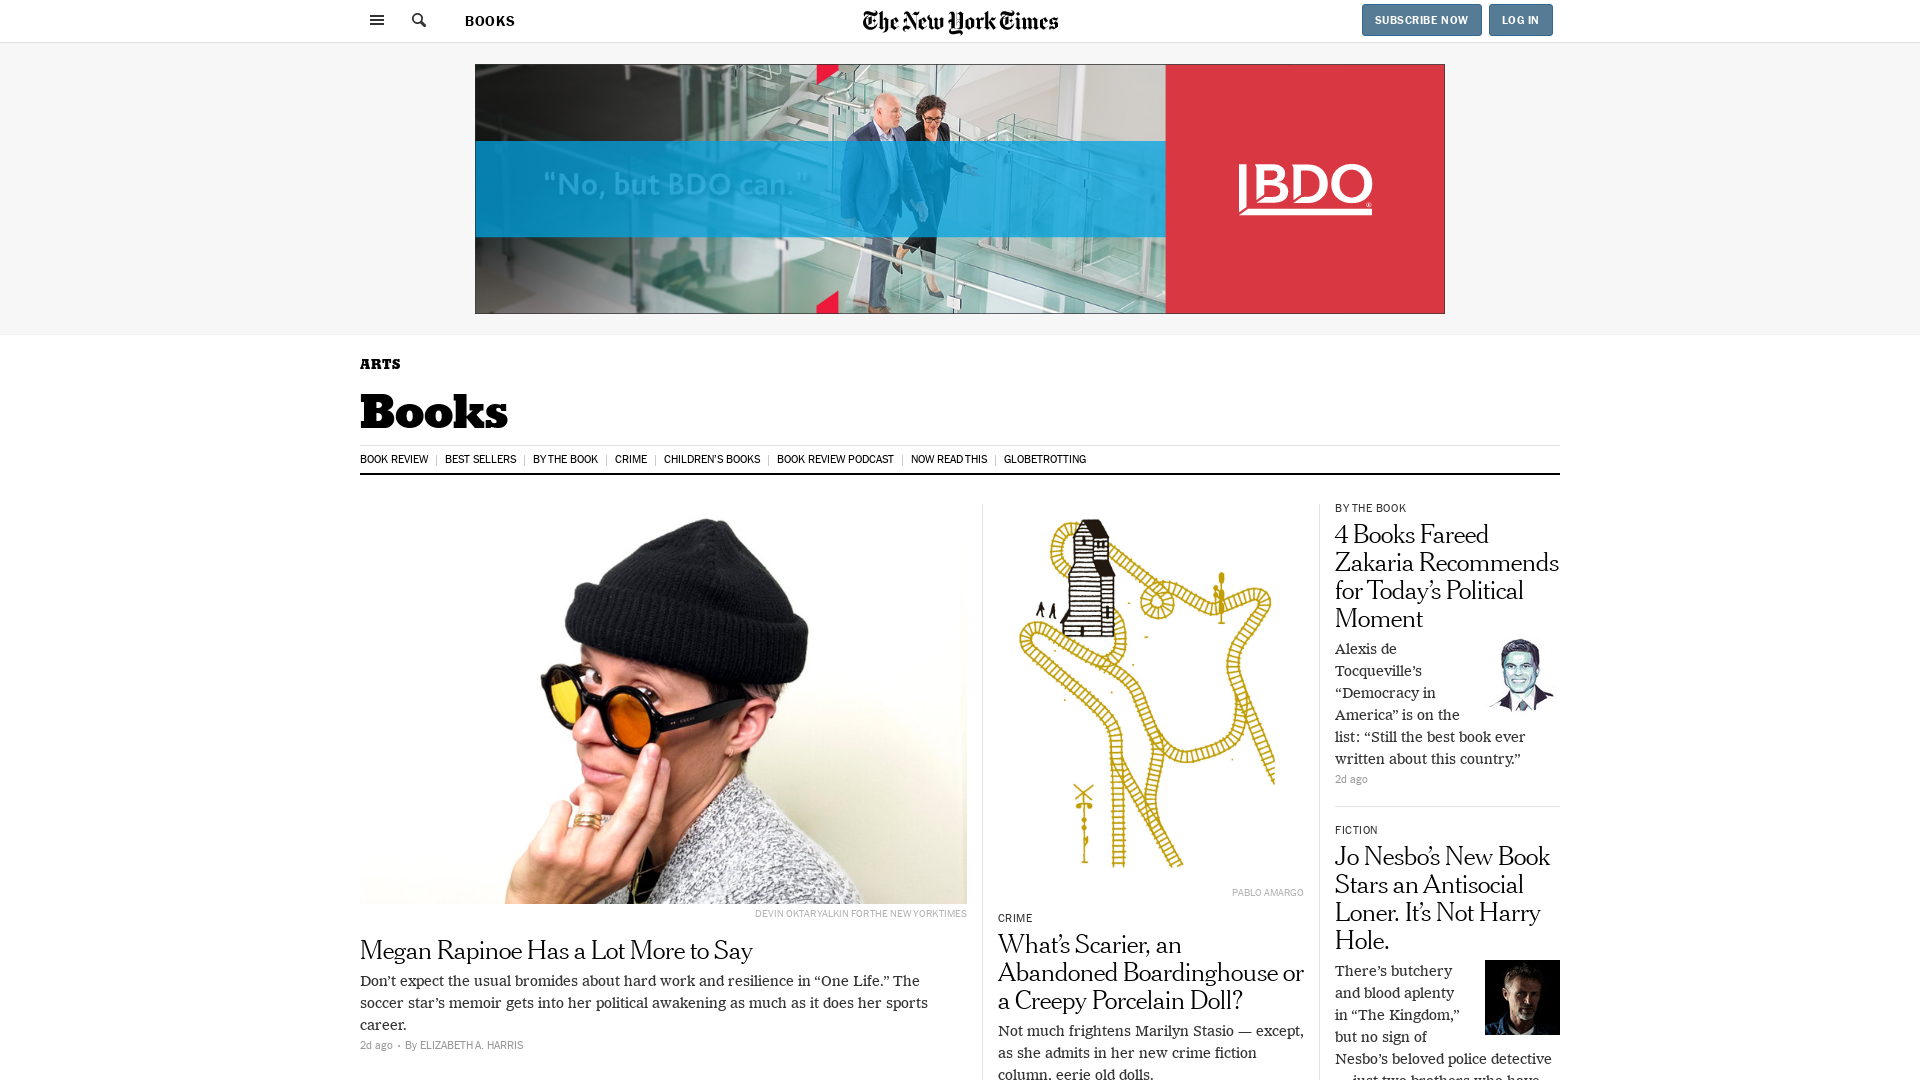 BOOKS
The New York Times
SUBSCRIBE NOW
LOG IN
"No, but BDO can."
BDO
ARTS
Books
BOOK REVIEW
BEST SELLERS
BY THE BOOK
CRIME
CHILDREN'S BOOKS
BOOK REVIEW PODCAST
NOW READ THIS
GLOBETROTTING
DEVIN OKTAR YALKIN FOR THE NEW YORK TIMES
Megan Rapinoe Has a Lot More to Say
Don't expect the usual bromides about hard work and resilience in “One Life.” The
soccer star's memoir gets into her political awakening as much as it does her sports
career.
2d ago • By ELIZABETH A. HARRIS
PABLO AMARGO
CRIME
What's Scarier, an
Abandoned Boardinghouse or
a Creepy Porcelain Doll?
Not much frightens Marilyn Stasio — except,
as she admits in her new crime fiction
column, eerie old dolls.
BY THE BOOK
4 Books Fareed
Zakaria Recommends
for Today's Political
Moment
Alexis de
Tocqueville's
“Democracy in
America” is on the
list: “Still the best book ever
written about this country.”
2d ago
FICTION
Jo Nesbo's New Book
Stars an Antisocial
Loner. It's Not Harry
Hole.
There's butchery
and blood aplenty
in “The Kingdom,”
but no sign of
Nesbo's beloved police detective
— just two brothers who have